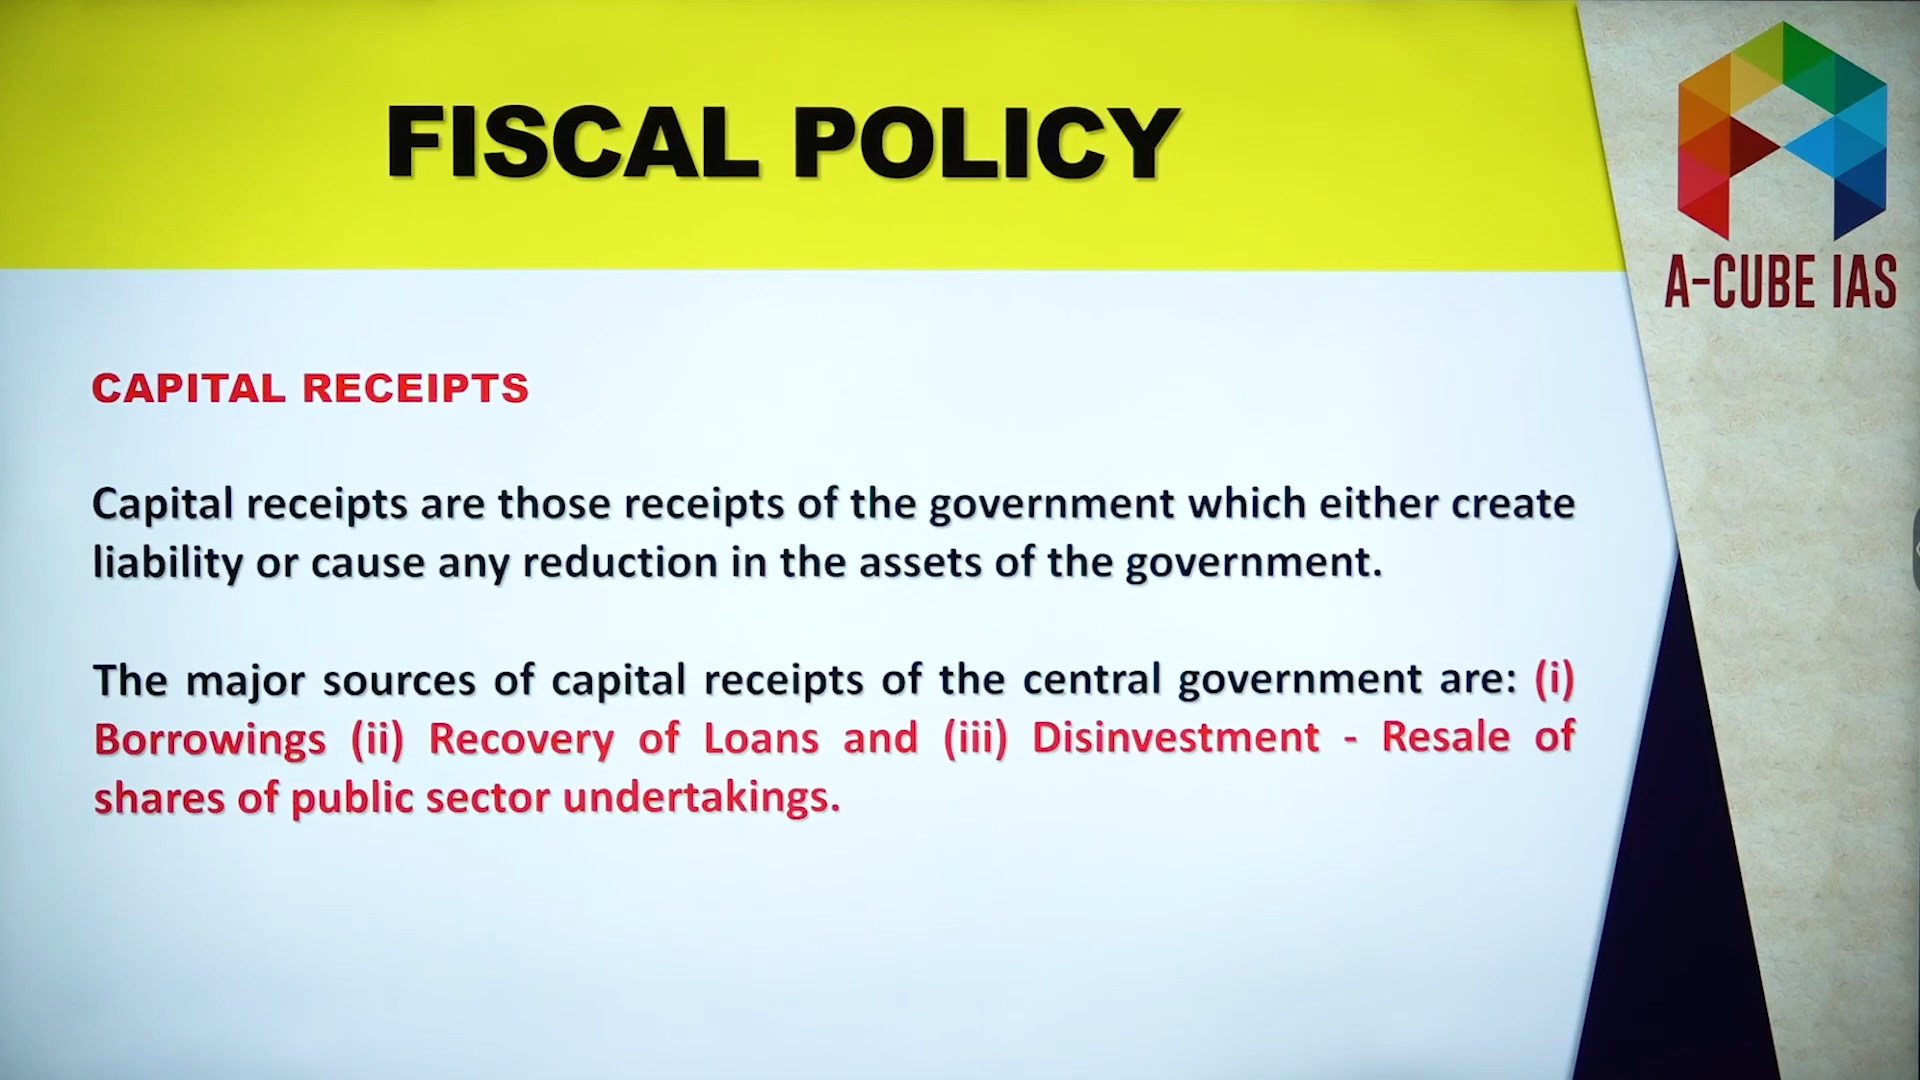 FISCAL POLICY
A-CUBE IAS
CAPITAL RECEIPTS
Capital receipts are those receipts of the government which either create
liability or cause any reduction in the assets of the government.
The major sources of capital receipts of the central government are: (i)
Borrowings (ii) Recovery of Loans and (iii) Disinvestment - Resale of
shares of public sector undertakings.